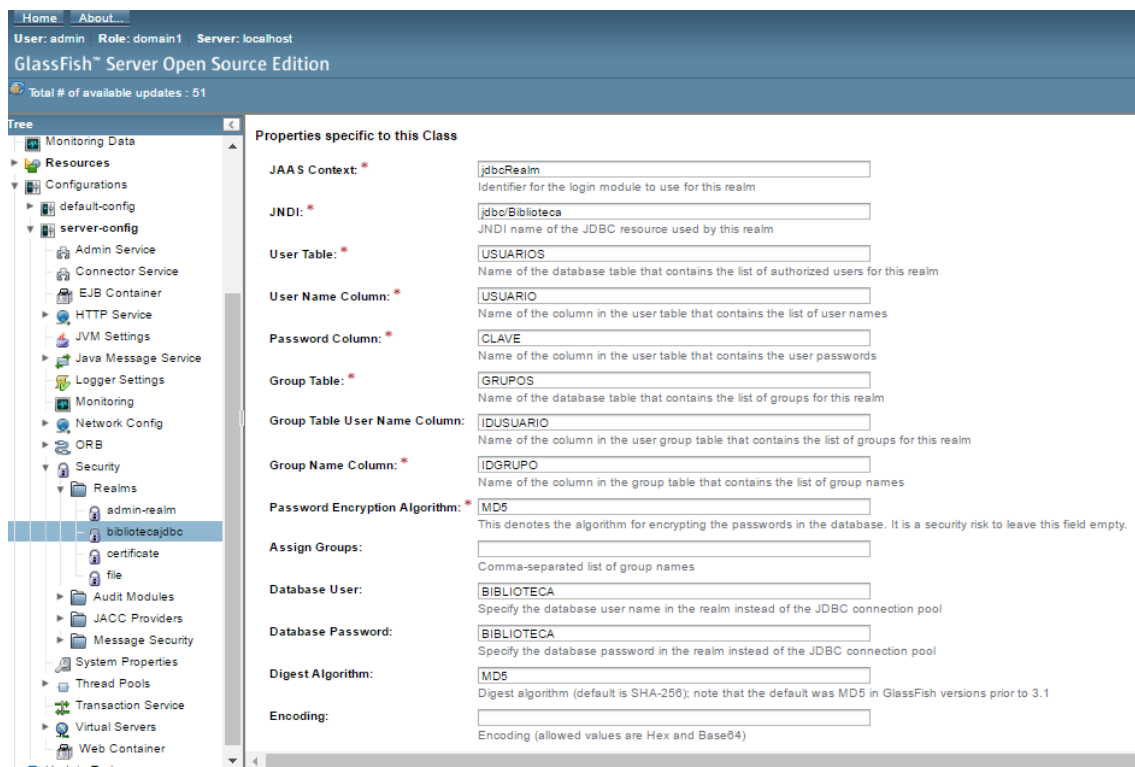 Home About...
User: admin Role: domain1 Server: localhost
GlassFish™ Server Open Source Edition
Total # of available updates : 51
Tree
Monitoring Data
Resources
Configurations
default-config
server-config
Admin Service
Connector Service
EJB Container
HTTP Service
JVM Settings
Java Message Service
Logger Settings
Monitoring
Network Config
ORB
Security
Realms
admin-realm
bibliotecajdbc
certificate
file
Audit Modules
JACC Providers
Message Security
System Properties
Thread Pools
Transaction Service
Virtual Servers
Web Container
Properties specific to this Class
JAAS Context: * jdbcRealm
Identifier for the login module to use for this realm
JNDI: * jdbc/Biblioteca
JNDI name of the JDBC resource used by this realm
User Table: * USUARIOS
Name of the database table that contains the list of authorized users for this realm
User Name Column: * USUARIO
Name of the column in the user table that contains the list of user names
Password Column: * CLAVE
Name of the column in the user table that contains the user passwords
Group Table: * GRUPOS
Name of the database table that contains the list of groups for this realm
Group Table User Name Column: IDUSUARIO
Name of the column in the user group table that contains the list of groups for this realm
Group Name Column: * IDGRUPO
Name of the column in the group table that contains the list of group names
Password Encryption Algorithm: * MD5
This denotes the algorithm for encrypting the passwords in the database. It is a security risk to leave this field empty.
Assign Groups:
Comma-separated list of group names
Database User: BIBLIOTECA
Specify the database user name in the realm instead of the JDBC connection pool
Database Password: BIBLIOTECA
Specify the database password in the realm instead of the JDBC connection pool
Digest Algorithm: MD5
Digest algorithm (default is SHA-256); note that the default was MD5 in GlassFish versions prior to 3.1
Encoding:
Encoding (allowed values are Hex and Base64)